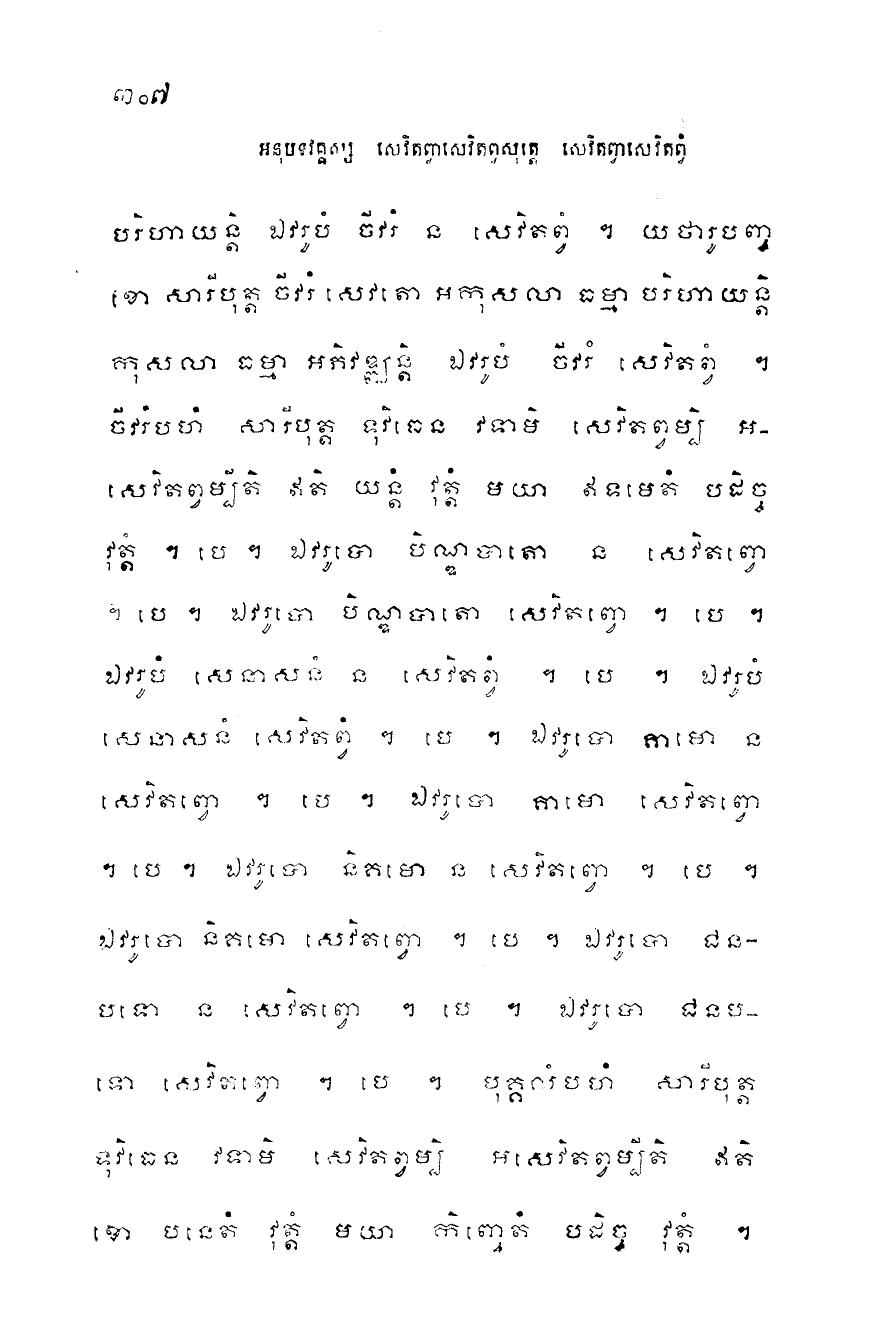 ៣០៧
អនុបទវគ្គស្ស សេវិតព្វាសេវិតព្វសុត្តេ សេវិតព្វាសេវិតព្វំ
បរិហាយន្តិ ឯវរូបំ ចីវរំ ន សេវិតព្វំ ។ យថារូបញ្ច
ខោ សារីបុត្ត ចីវរំ សេវតោ អកុសលា ធម្មា បរិហាយន្តិ
កុសលា ធម្មា អភិវឌ្ឍន្តិ ឯវរូបំ ចីវរំ សេវិតព្វំ ។
ចីវរំបហំ សារីបុត្ត ទុវិធេន វទាមិ សេវិតព្វម្បិ អ-
សេវិតព្វម្បីតិ ឥតិ យន្តំ វុត្តំ មយា ឥទមេតំ បដិច្ច
វុត្តំ ។ បេ ។ ឯវរូបោ បិណ្ឌបាតោ ន សេវិតព្វោ
។ បេ ។ ឯវរូបោ បិណ្ឌបាតោ សេវិតព្វោ ។ បេ ។
ឯវរូបំ សេនាសនំ ន សេវិតព្វំ ។ បេ ។ ឯវរូបំ
សេនាសនំ សេវិតព្វំ ។ បេ ។ ឯវរូបោ គាមោ ន
សេវិតព្វោ ។ បេ ។ ឯវរូបោ គាមោ សេវិតព្វោ
។ បេ ។ ឯវរូបោ និគមោ ន សេវិតព្វោ ។ បេ ។
ឯវរូបោ និគមោ សេវិតព្វោ ។ បេ ។ ឯវរូបោ ជន-
បទោ ន សេវិតព្វោ ។ បេ ។ ឯវរូបោ ជនប-
ទោ សេវិតព្វោ ។ បេ ។ បុគ្គលំបហំ សារីបុត្ត
ទុវិធេន វទាមិ សេវិតព្វម្បិ អសេវិតព្វម្បីតិ ឥតិ
ខោ បនេតំ វុត្តំ មយា កិញ្ចេតំ បដិច្ច វុត្តំ ។